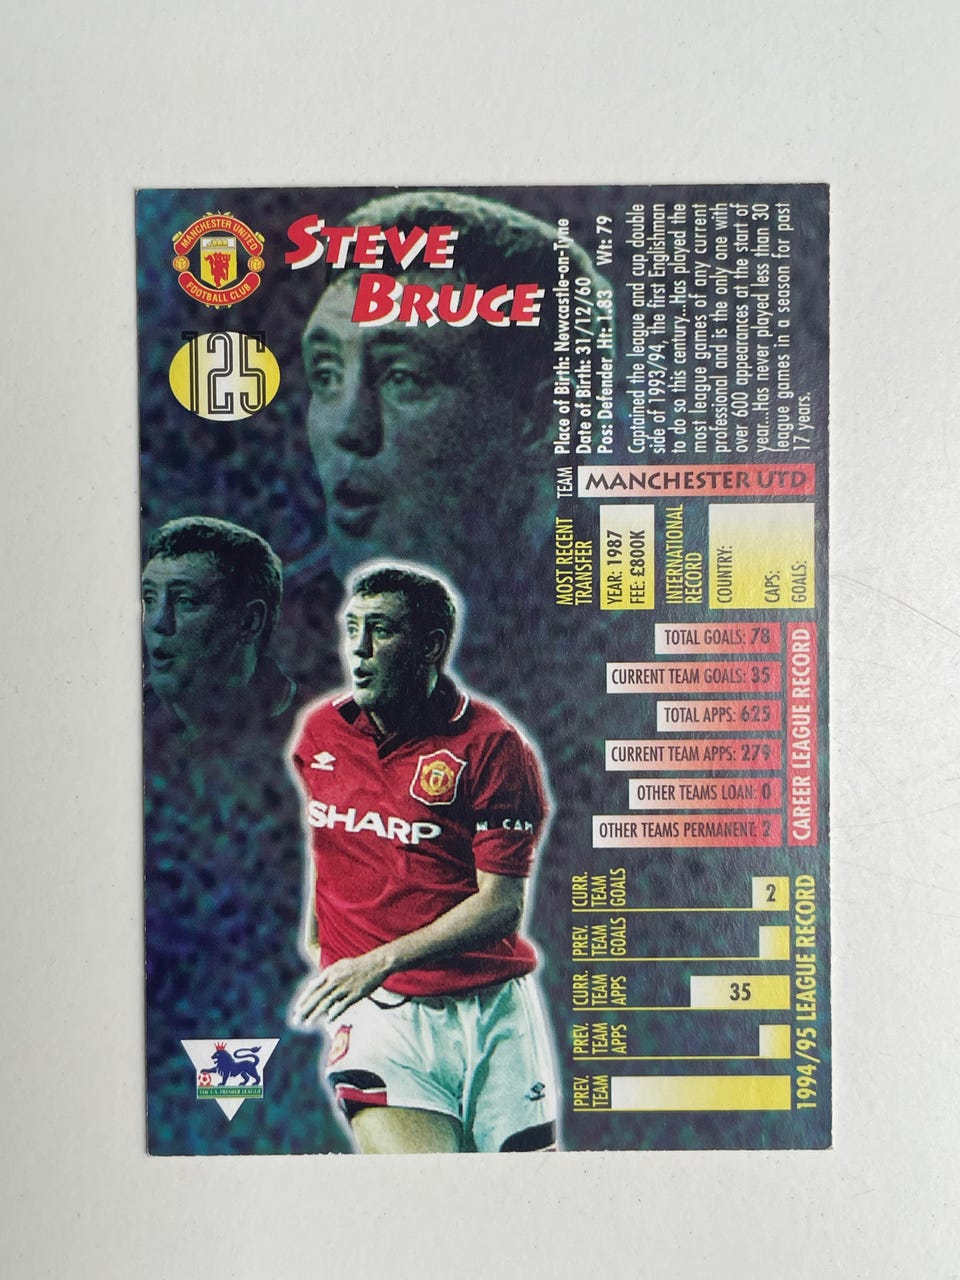 MANCHESTER UNITED
FOOTBALL CLUB
STEVE
BRUCE
125
Place of Birth: Newcastle-on-Tyne
Date of Birth: 31/12/60
Pos: Defender Ht: 1.83 Wt: 79
Captained the league and cup double
side of 1993/94, the first Englishman
to do so this century...Has played the
most league games of any current
professional and is the only one with
over 600 appearances at the start of
year...Has never played less than 30
league games in a season for past
17 years.
TEAM
MANCHESTER UTD
MOST RECENT
TRANSFER
YEAR: 1987
FEE: £800K
INTERNATIONAL
RECORD
COUNTRY:
CAPS:
GOALS:
TOTAL GOALS: 78
CURRENT TEAM GOALS: 35
TOTAL APPS: 625
CURRENT TEAM APPS: 279
OTHER TEAMS LOAN: 0
OTHER TEAMS PERMANENT: 2
CAREER LEAGUE RECORD
CURR.
TEAM
GOALS
2
PREV.
TEAM
GOALS
CURR.
TEAM
APPS
35
PREV.
TEAM
APPS
PREV.
TEAM
1994/95 LEAGUE RECORD
SHARP
CAP
THE F.A. PREMIER LEAGUE